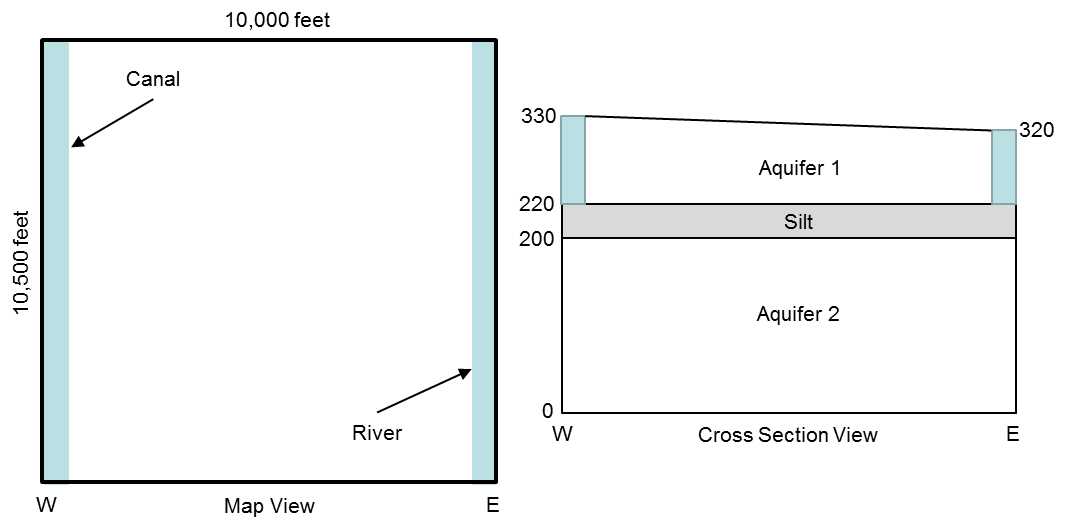 10,000 feet
Canal
10,500 feet
River
W
Map View
E
330
320
Aquifer 1
220
Silt
200
Aquifer 2
0
W
Cross Section View
E